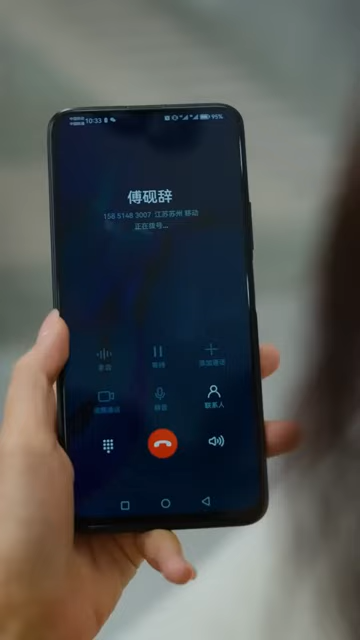 10:33
95%
傅砚辞
158 5148 3007 江苏苏州 移动
正在拨号...
录音
等待
添加通话
视频通话
静音
联系人